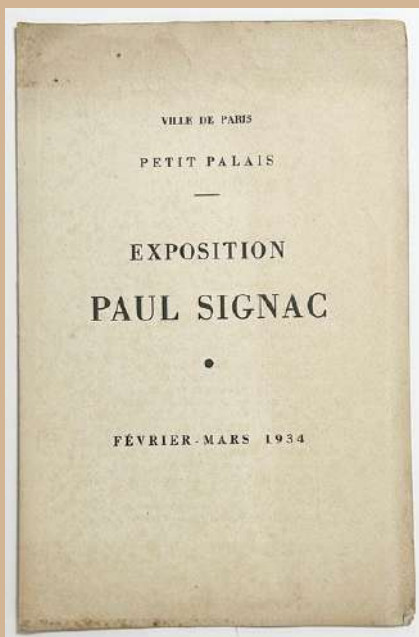 VILLE DE PARIS
PETIT PALAIS
EXPOSITION
PAUL SIGNAC
FÉVRIER-MARS 1934